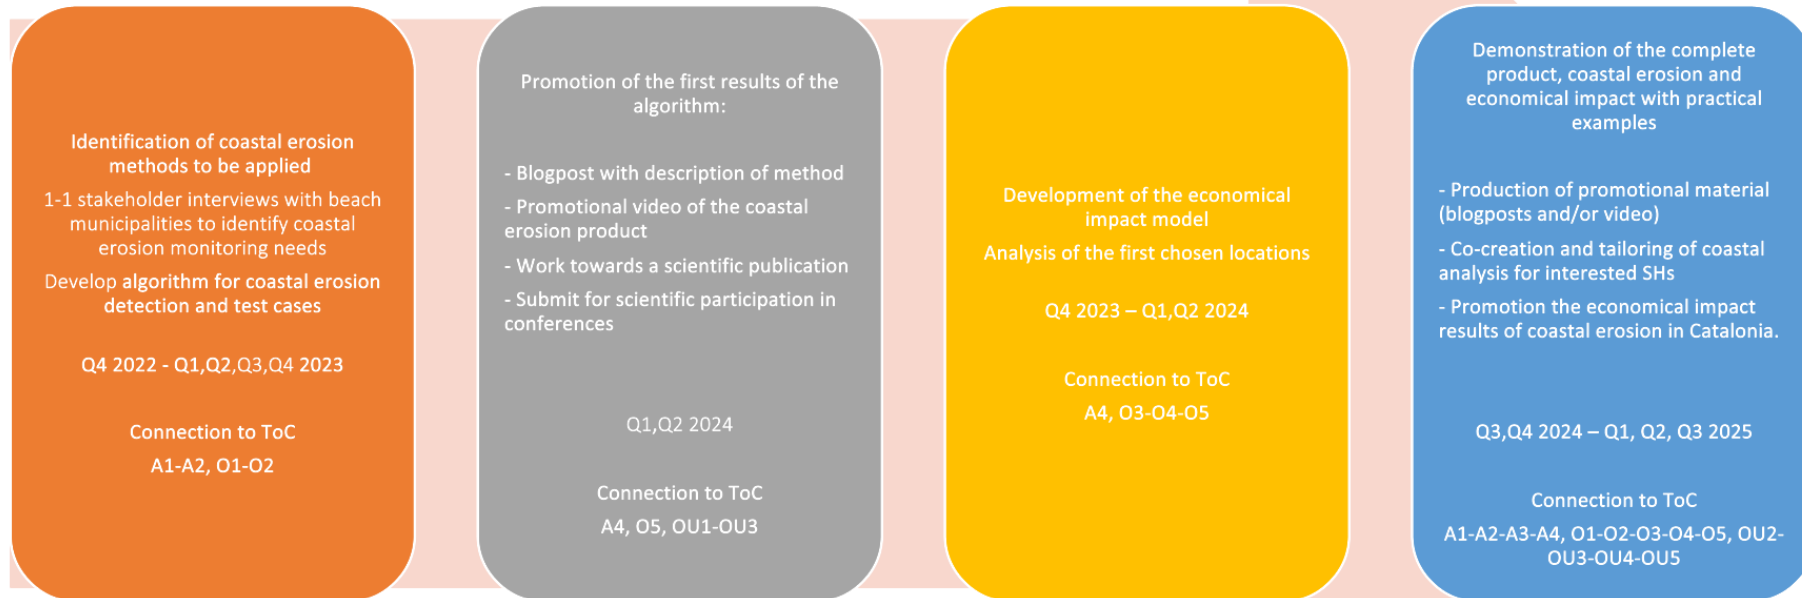 Identification of coastal erosion
methods to be applied
1-1 stakeholder interviews with beach
municipalities to identify coastal
erosion monitoring needs
Develop algorithm for coastal erosion
detection and test cases
Q4 2022 - Q1,Q2,Q3,Q4 2023
Connection to ToC
A1-A2, O1-O2
Promotion of the first results of the
algorithm:
- Blogpost with description of method
- Promotional video of the coastal
erosion product
- Work towards a scientific publication
- Submit for scientific participation in
conferences
Q1,Q2 2024
Connection to ToC
A4, O5, OU1-OU3
Development of the economical
impact model
Analysis of the first chosen locations
Q4 2023 – Q1,Q2 2024
Connection to ToC
A4, O3-O4-O5
Demonstration of the complete
product, coastal erosion and
economical impact with practical
examples
- Production of promotional material
(blogposts and/or video)
- Co-creation and tailoring of coastal
analysis for interested SHs
- Promotion the economical impact
results of coastal erosion in Catalonia.
Q3,Q4 2024 – Q1, Q2, Q3 2025
Connection to ToC
A1-A2-A3-A4, O1-O2-O3-O4-O5, OU2-
OU3-OU4-OU5